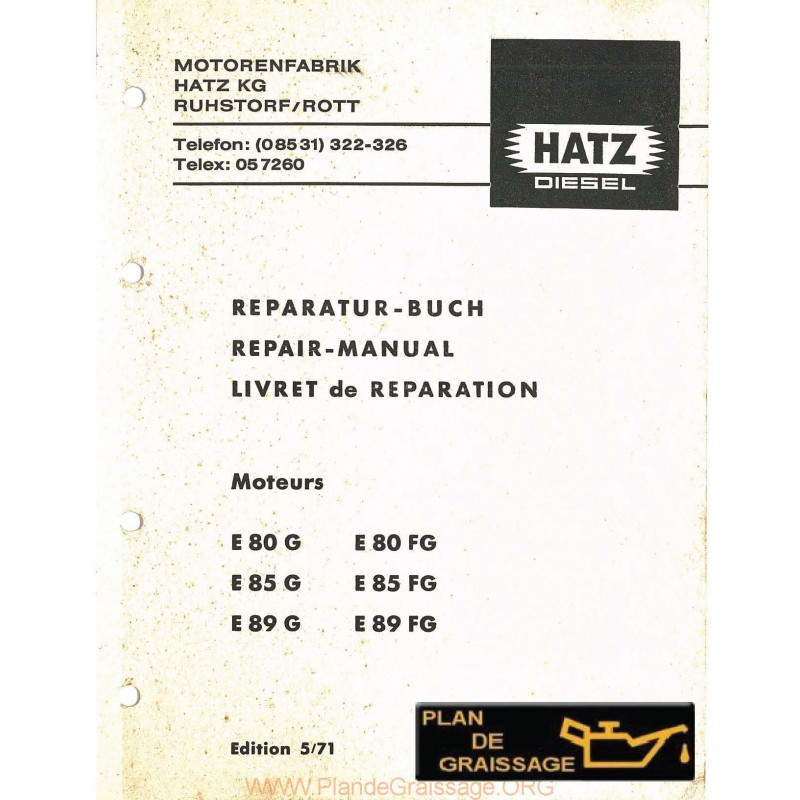 MOTORENFABRIK
HATZ KG
RUHSTORF/ROTT
Telefon: (08531) 322-326
Telex: 057260
HATZ
DIESEL
REPARATUR-BUCH
REPAIR-MANUAL
LIVRET de REPARATION
Moteurs
E 80 G E 80 FG
E 85 G E 85 FG
E 89 G E 89 FG
Edition 5/71
PLAN
DE
GRAISSAGE
WWW.PlandeGraissage.ORG